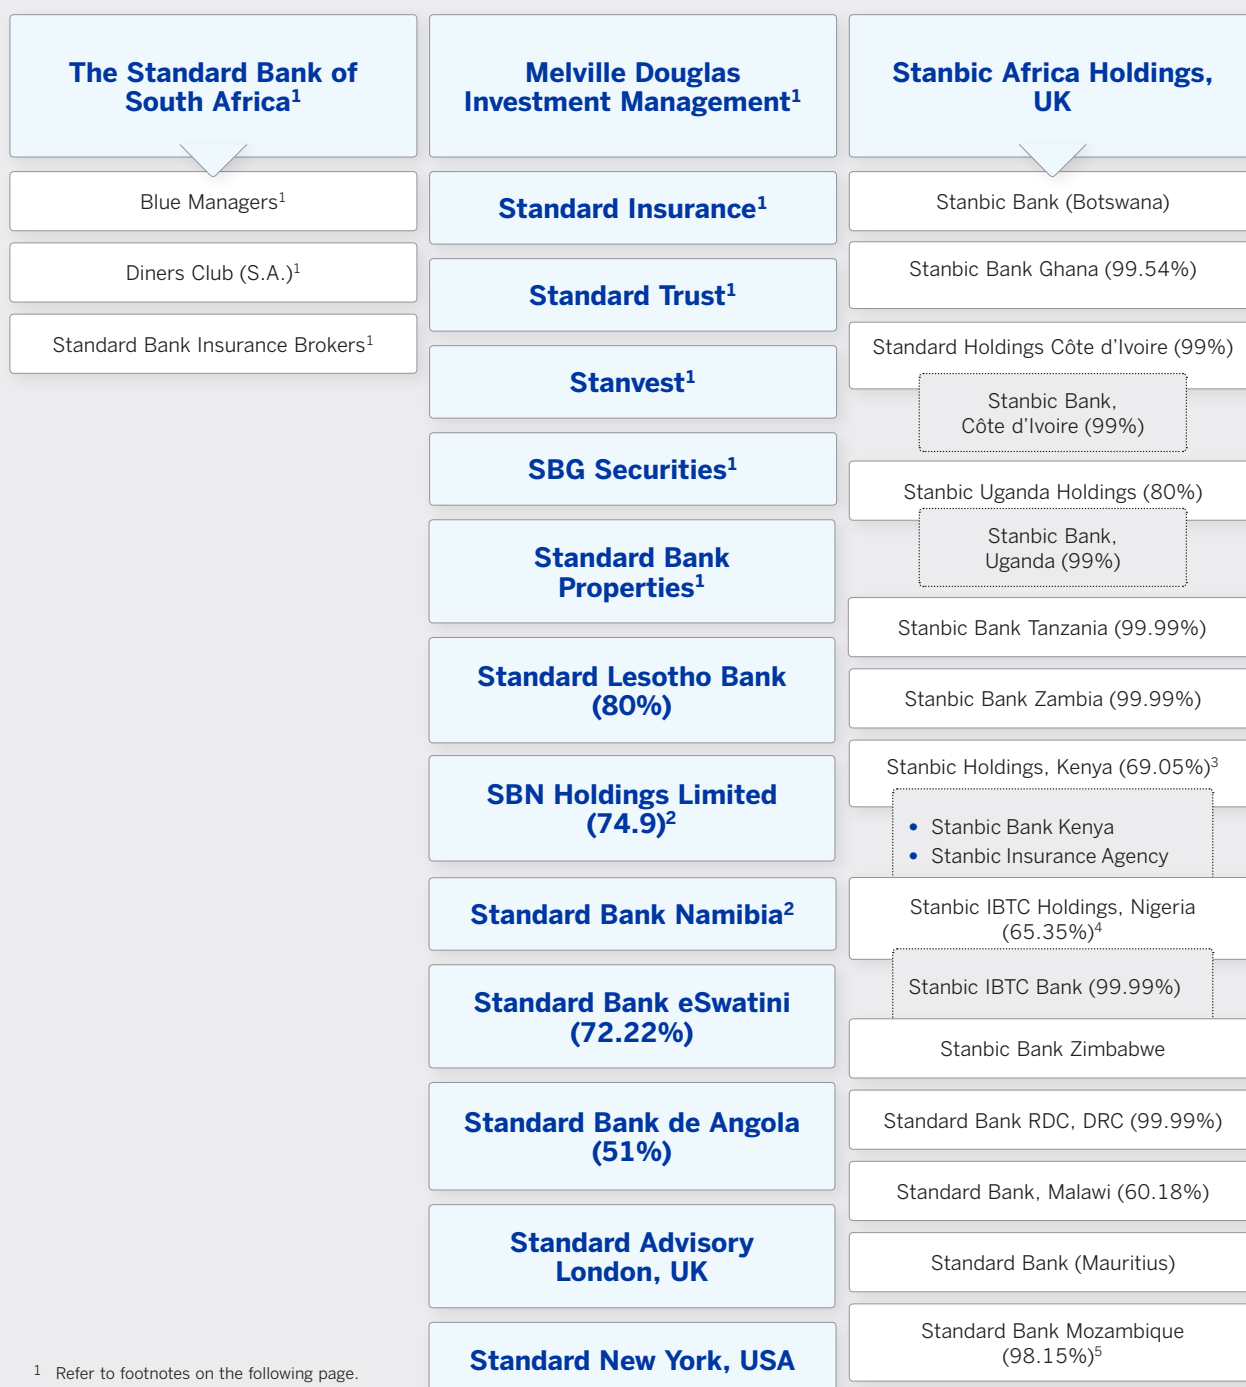 The Standard Bank of
South Africa¹
Blue Managers¹
Diners Club (S.A.)¹
Standard Bank Insurance Brokers¹
Melville Douglas
Investment Management¹
Standard Insurance¹
Standard Trust¹
Stanvest¹
SBG Securities¹
Standard Bank
Properties¹
Standard Lesotho Bank
(80%)
SBN Holdings Limited
(74.9)²
Standard Bank Namibia²
Standard Bank eSwatini
(72.22%)
Standard Bank de Angola
(51%)
Standard Advisory
London, UK
Standard New York, USA
Stanbic Africa Holdings,
UK
Stanbic Bank (Botswana)
Stanbic Bank Ghana (99.54%)
Standard Holdings Côte d’Ivoire (99%)
Stanbic Bank,
Côte d’Ivoire (99%)
Stanbic Uganda Holdings (80%)
Stanbic Bank,
Uganda (99%)
Stanbic Bank Tanzania (99.99%)
Stanbic Bank Zambia (99.99%)
Stanbic Holdings, Kenya (69.05%)³
• Stanbic Bank Kenya
• Stanbic Insurance Agency
Stanbic IBTC Holdings, Nigeria
(65.35%)⁴
Stanbic IBTC Bank (99.99%)
Stanbic Bank Zimbabwe
Standard Bank RDC, DRC (99.99%)
Standard Bank, Malawi (60.18%)
Standard Bank (Mauritius)
Standard Bank Mozambique
(98.15%)⁵
¹ Refer to footnotes on the following page.